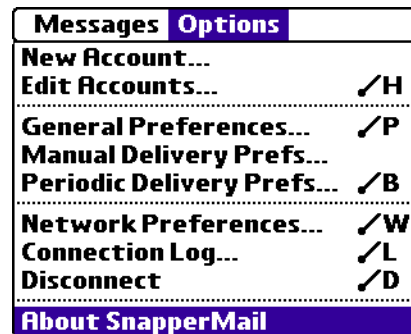 Messages Options
New Account...
Edit Accounts... ⁄H
General Preferences... ⁄P
Manual Delivery Prefs...
Periodic Delivery Prefs... ⁄B
Network Preferences... ⁄W
Connection Log... ⁄L
Disconnect ⁄D
About SnapperMail